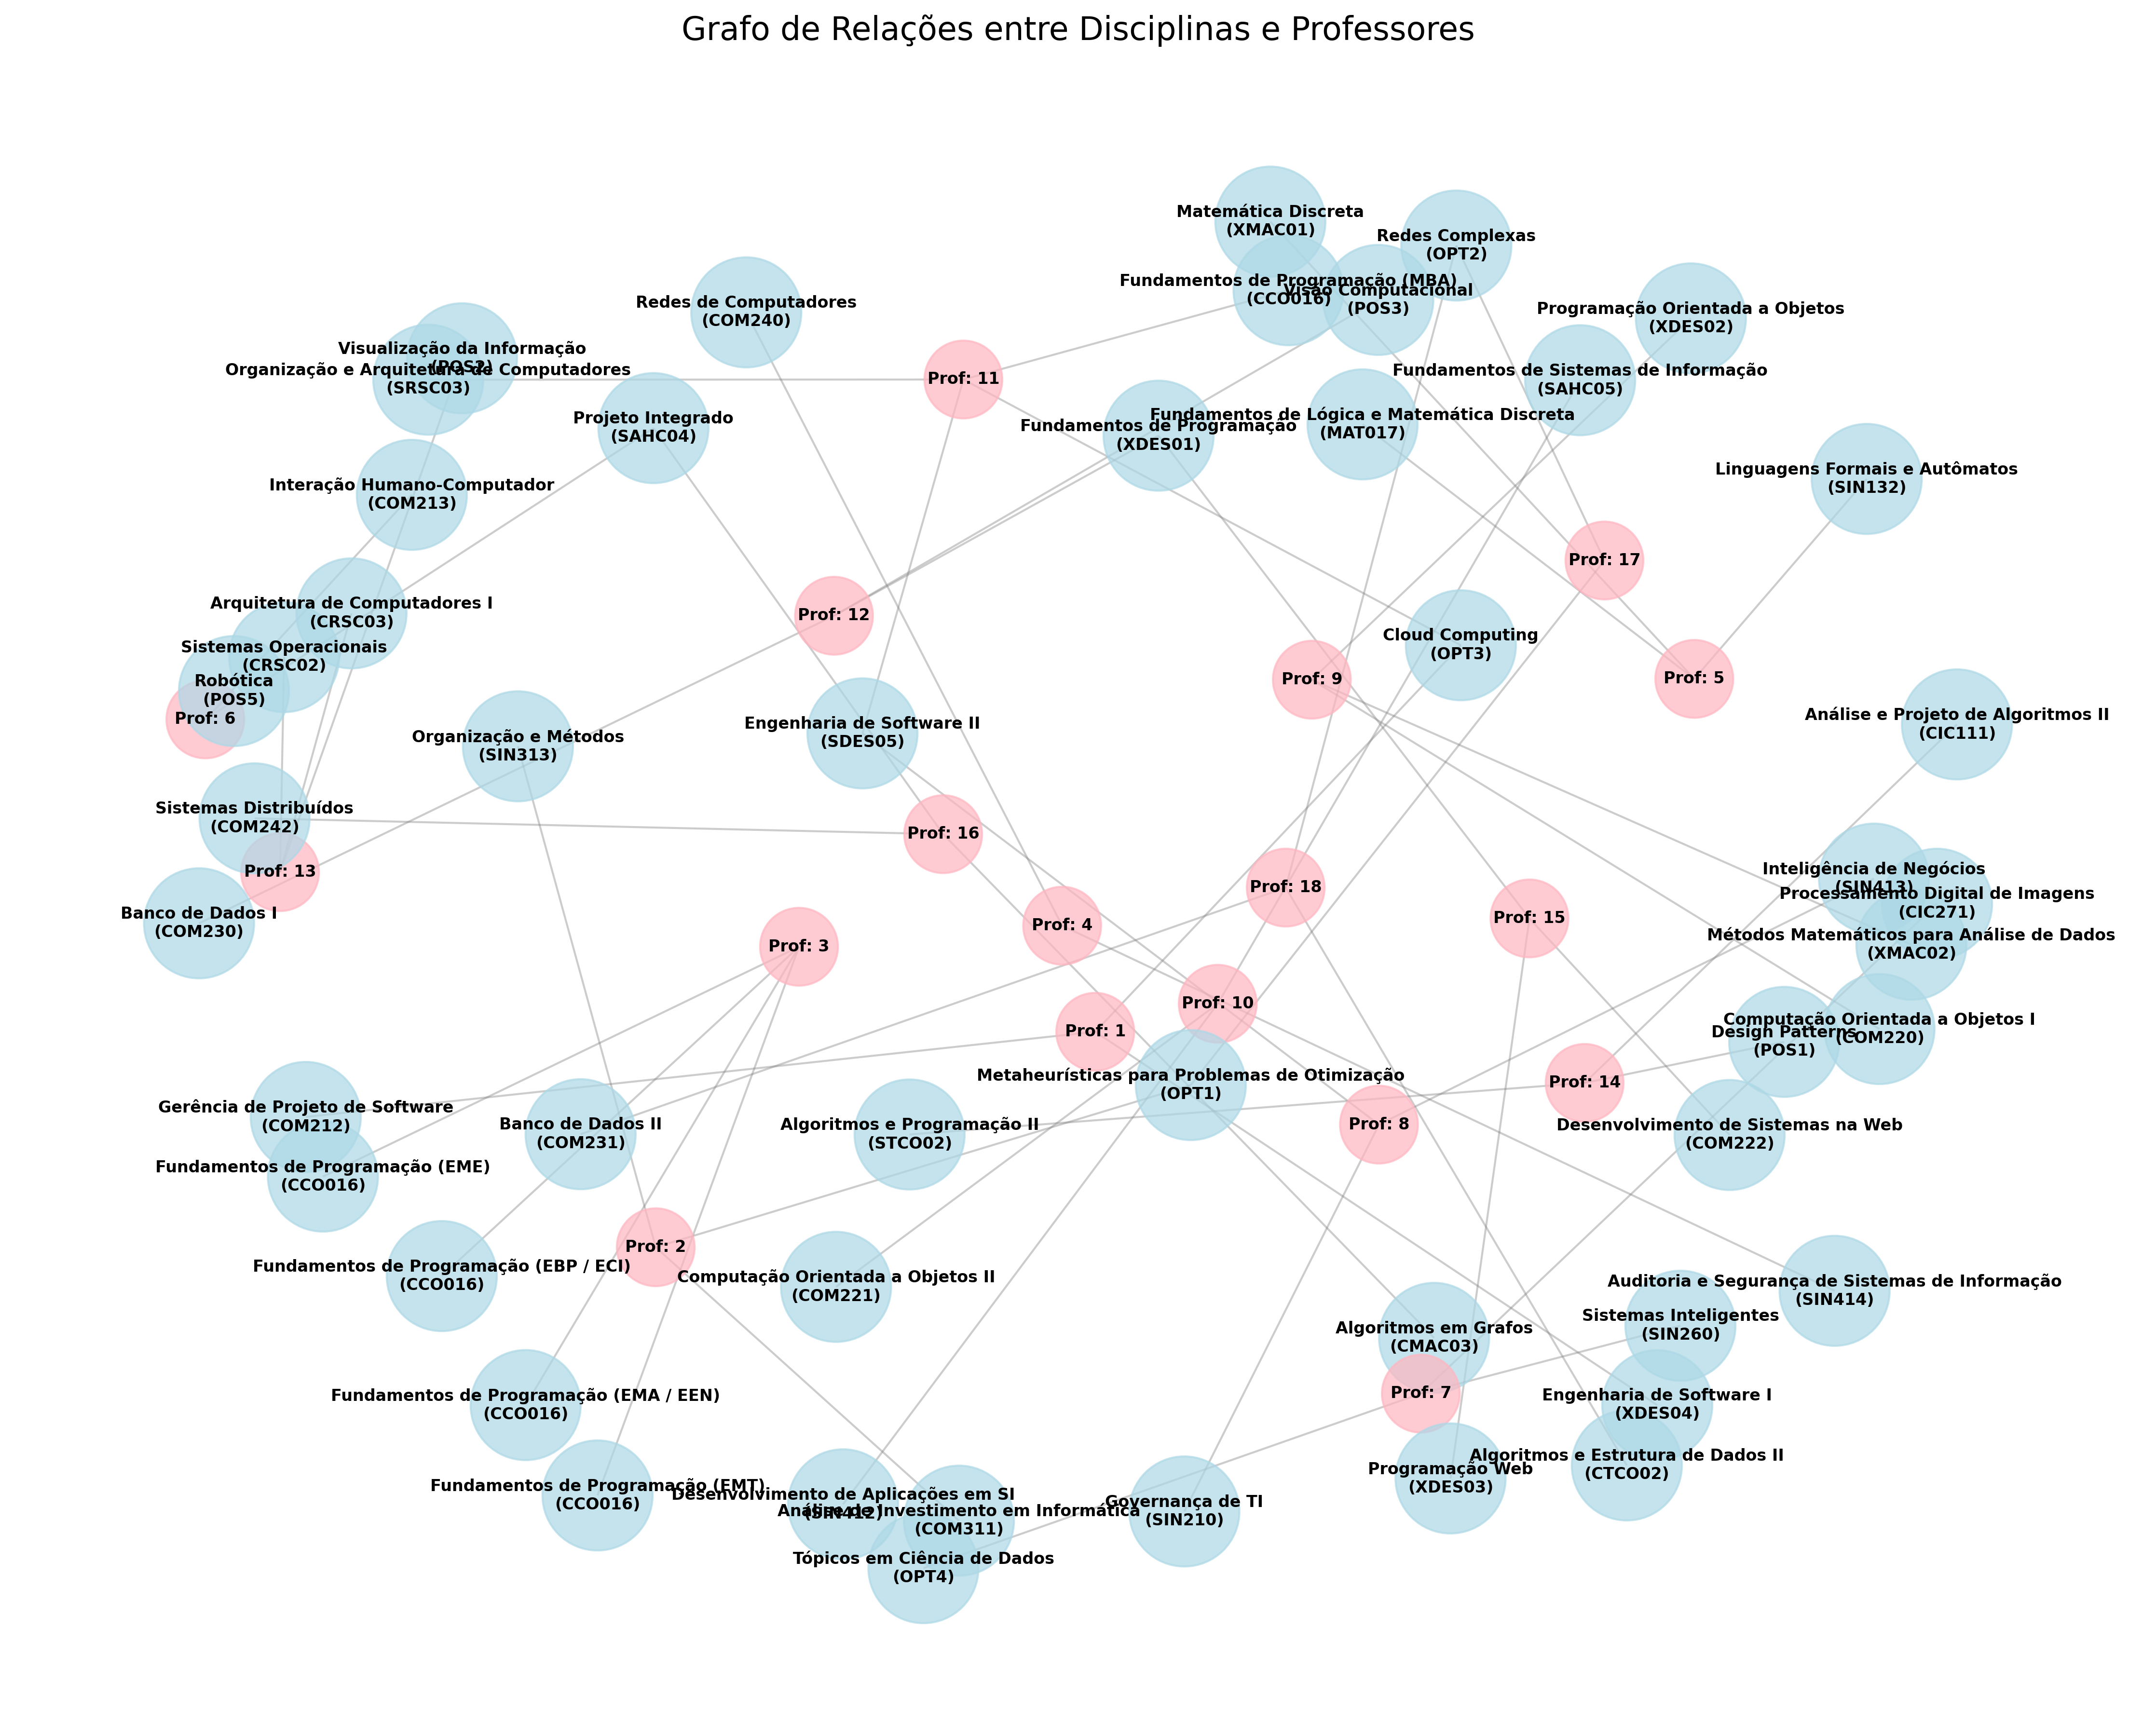 Grafo de Relações entre Disciplinas e Professores
Matemática Discreta
(XMAC01)
Redes Complexas
(OPT2)
Fundamentos de Programação (MBA)
(CCO016)
Visão Computacional
(POS3)
Redes de Computadores
(COM240)
Programação Orientada a Objetos
(XDES02)
Visualização da Informação
(POS2)
Organização e Arquitetura de Computadores
(SRSC03)
Prof: 11
Fundamentos de Sistemas de Informação
(SAHC05)
Projeto Integrado
(SAHC04)
Fundamentos de Programação
(XDES01)
Fundamentos de Lógica e Matemática Discreta
(MAT017)
Linguagens Formais e Autômatos
(SIN132)
Interação Humano-Computador
(COM213)
Prof: 17
Arquitetura de Computadores I
(CRSC03)
Prof: 12
Cloud Computing
(OPT3)
Sistemas Operacionais
(CRSC02)
Prof: 9
Prof: 5
Robótica
(POS5)
Prof: 6
Organização e Métodos
(SIN313)
Engenharia de Software II
(SDES05)
Análise e Projeto de Algoritmos II
(CIC111)
Sistemas Distribuídos
(COM242)
Prof: 16
Prof: 13
Prof: 18
Inteligência de Negócios
(SIN413)
Processamento Digital de Imagens
(CIC271)
Banco de Dados I
(COM230)
Prof: 4
Prof: 15
Prof: 3
Métodos Matemáticos para Análise de Dados
(XMAC02)
Prof: 10
Prof: 1
Computação Orientada a Objetos I
(COM220)
Design Patterns
(POS1)
Metaheurísticas para Problemas de Otimização
(OPT1)
Prof: 14
Gerência de Projeto de Software
(COM212)
Banco de Dados II
(COM231)
Algoritmos e Programação II
(STCO02)
Prof: 8
Desenvolvimento de Sistemas na Web
(COM222)
Fundamentos de Programação (EME)
(CCO016)
Prof: 2
Fundamentos de Programação (EBP / ECI)
(CCO016)
Computação Orientada a Objetos II
(COM221)
Auditoria e Segurança de Sistemas de Informação
(SIN414)
Sistemas Inteligentes
(SIN260)
Algoritmos em Grafos
(CMAC03)
Prof: 7
Fundamentos de Programação (EMA / EEN)
(CCO016)
Engenharia de Software I
(XDES04)
Algoritmos e Estrutura de Dados II
(CTCO02)
Programação Web
(XDES03)
Fundamentos de Programação (EMT)
(CCO016)
Desenvolvimento de Aplicações em SI
(SIN412)
Análise de Investimento em Informática
(COM311)
Governança de TI
(SIN210)
Tópicos em Ciência de Dados
(OPT4)